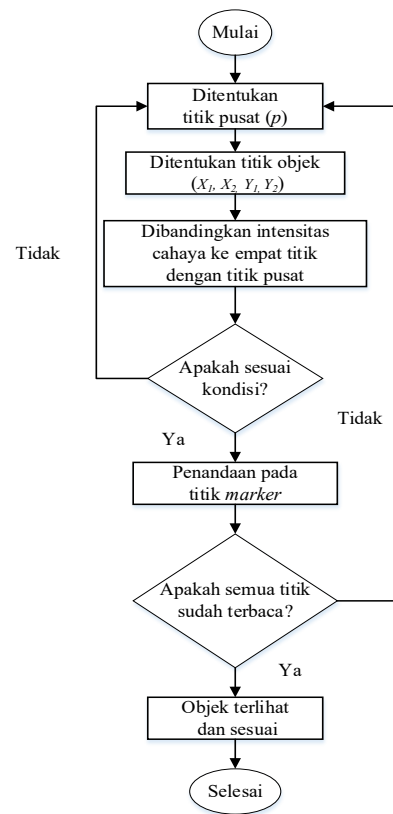 Mulai
Ditentukan
titik pusat (p)
Ditentukan titik objek
(X1, X2, Y1, Y2)
Dibandingkan intensitas
cahaya ke empat titik
dengan titik pusat
Tidak
Apakah sesuai
kondisi?
Tidak
Ya
Penandaan pada
titik marker
Apakah semua titik
sudah terbaca?
Ya
Objek terlihat
dan sesuai
Selesai